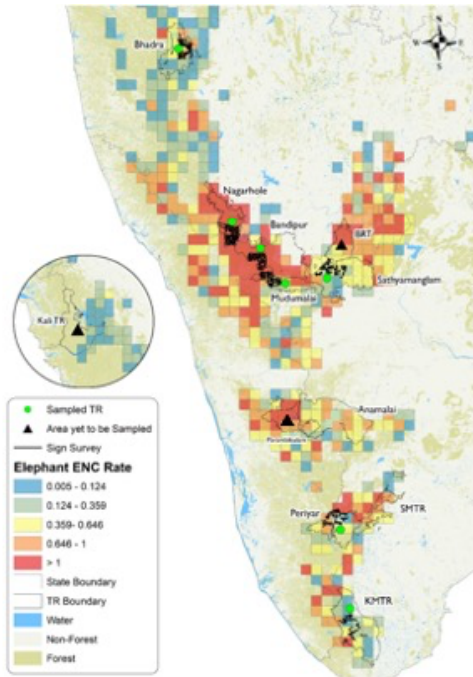 Bhadra
N
W E
S
Nagarhole
Bandipur
BRT
Sathyamanglam
Mudumalai
Kali TR
Anamalai
Parambikulam
Periyar
SMTR
KMTR
Sampled TR
Area yet to be Sampled
Sign Survey
Elephant ENC Rate
0.005 - 0.124
0.124 - 0.359
0.359- 0.646
0.646 - 1
> 1
State Boundary
TR Boundary
Water
Non-Forest
Forest